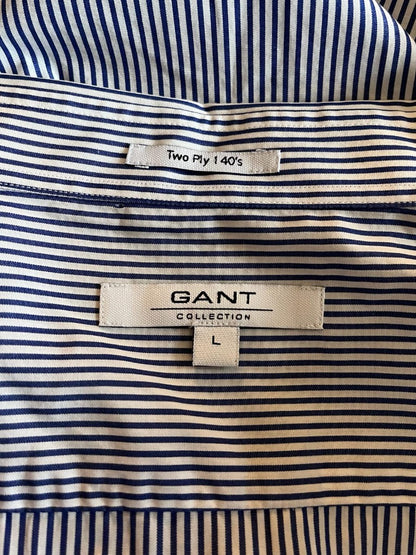 Two Ply 140's
GANT
COLLECTION
L